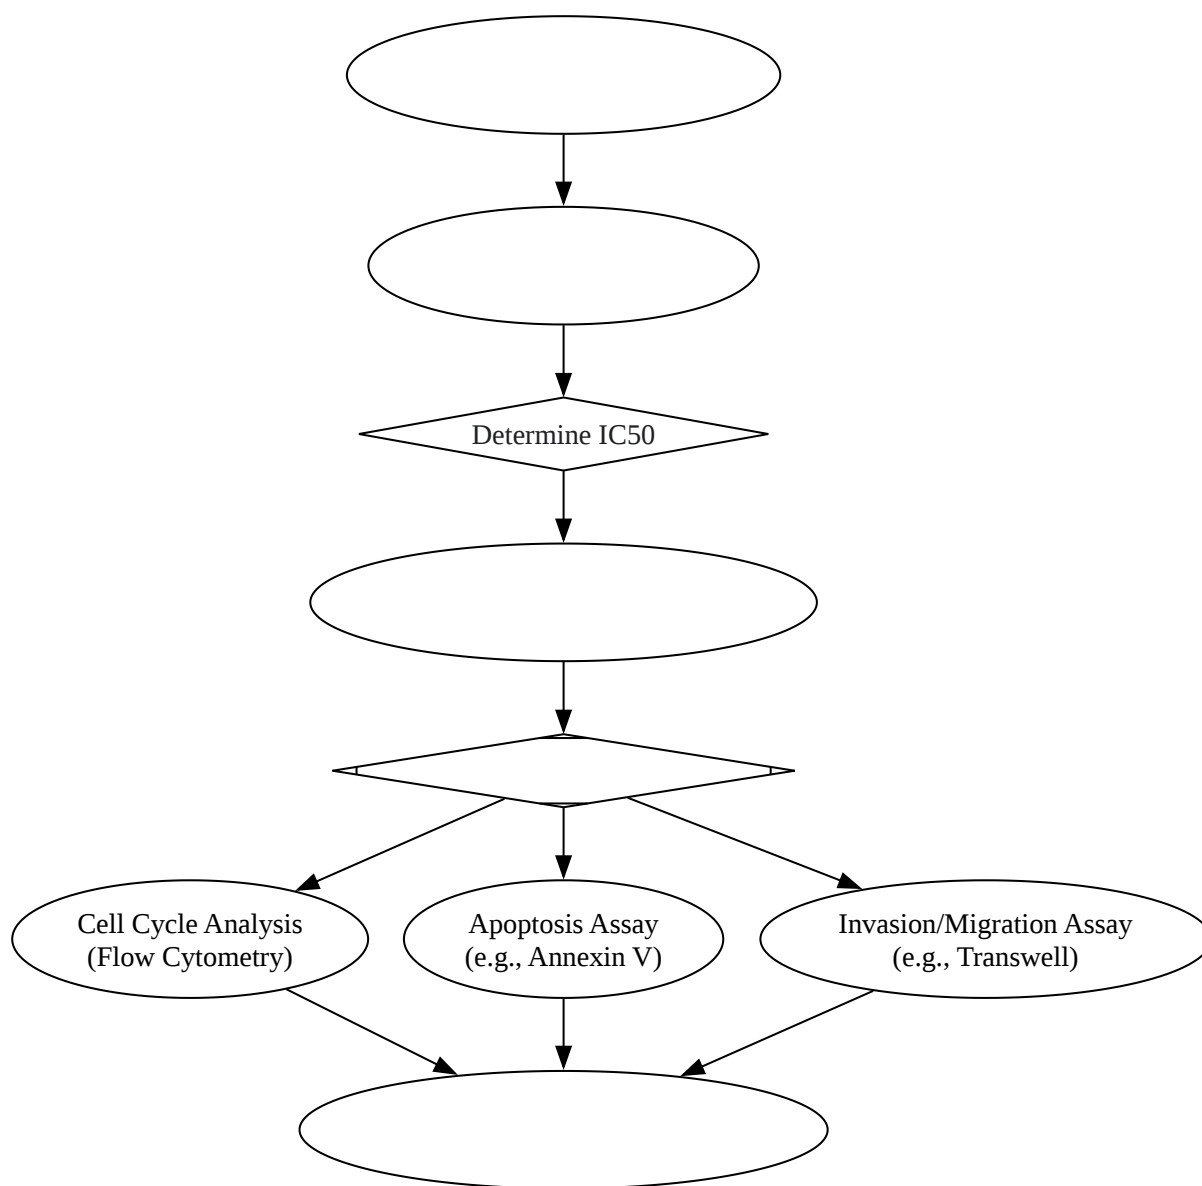 Determine IC50
Cell Cycle Analysis
(Flow Cytometry)
Apoptosis Assay
(e.g., Annexin V)
Invasion/Migration Assay
(e.g., Transwell)